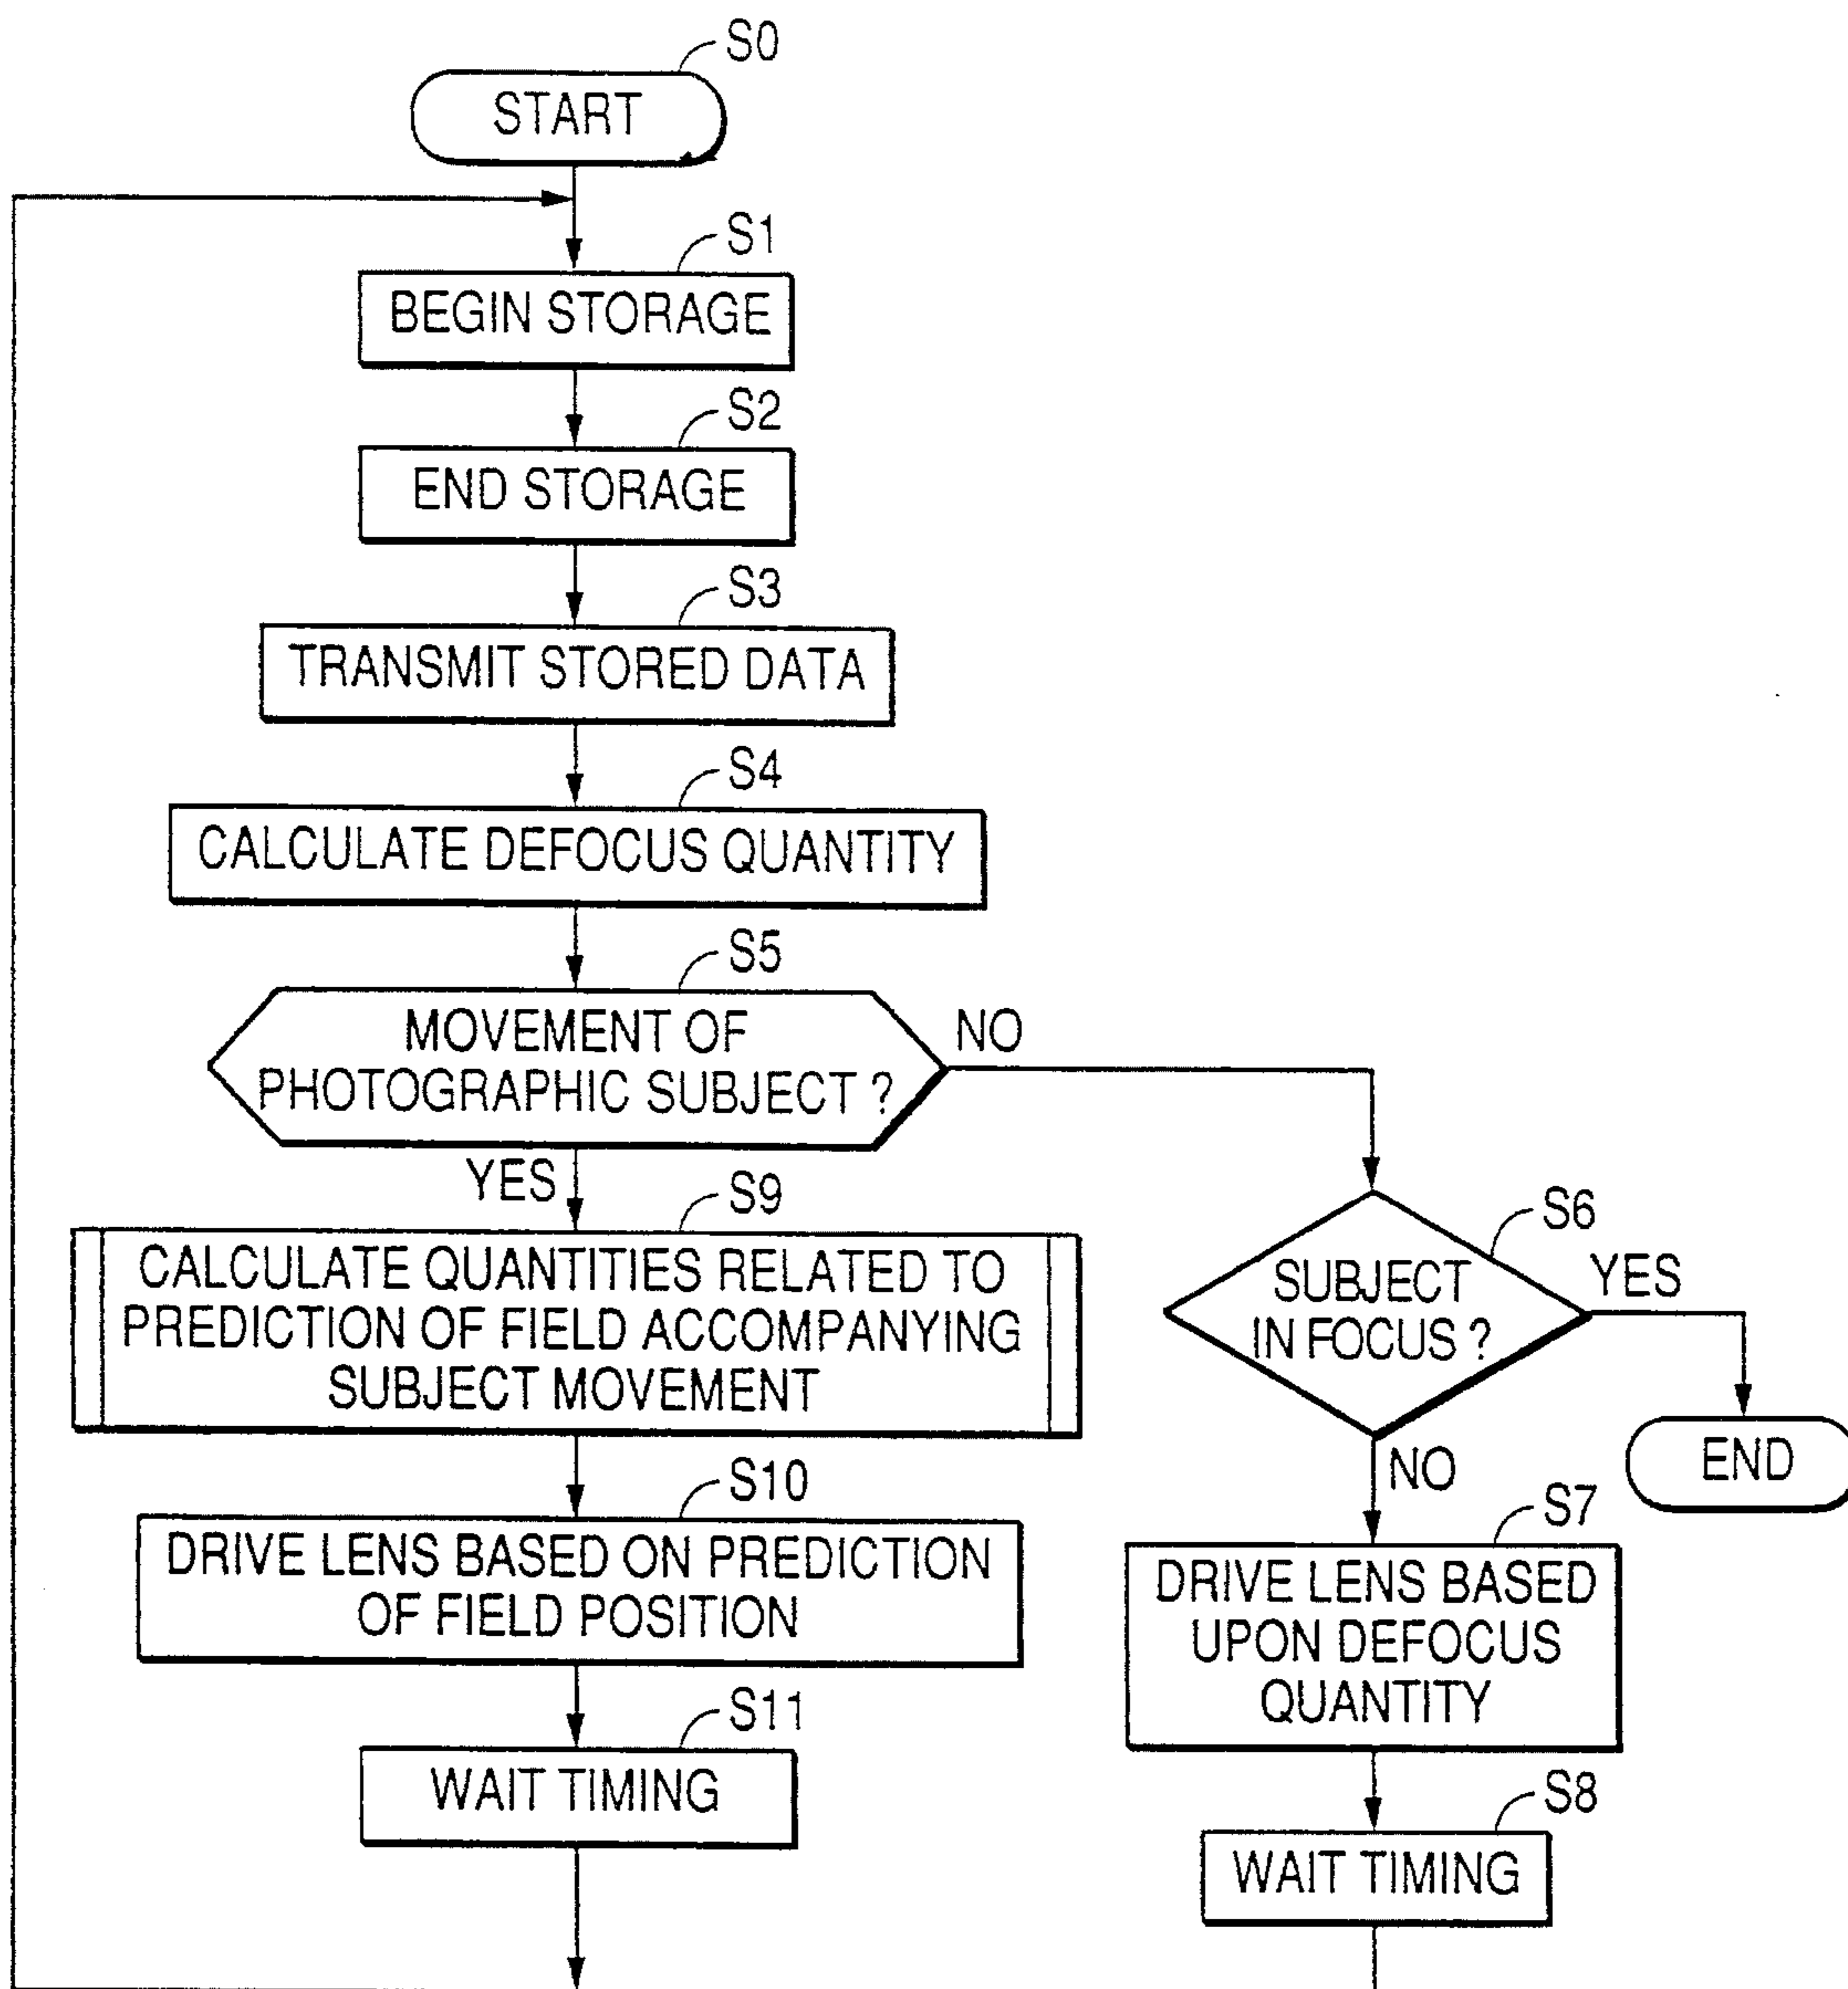 S0
START
S1
BEGIN STORAGE
S2
END STORAGE
S3
TRANSMIT STORED DATA
S4
CALCULATE DEFOCUS QUANTITY
S5
MOVEMENT OF
PHOTOGRAPHIC SUBJECT ?
NO
YES
S9
CALCULATE QUANTITIES RELATED TO
PREDICTION OF FIELD ACCOMPANYING
SUBJECT MOVEMENT
S10
DRIVE LENS BASED ON PREDICTION
OF FIELD POSITION
S11
WAIT TIMING
S6
SUBJECT
IN FOCUS ?
YES
END
NO
S7
DRIVE LENS BASED
UPON DEFOCUS
QUANTITY
S8
WAIT TIMING